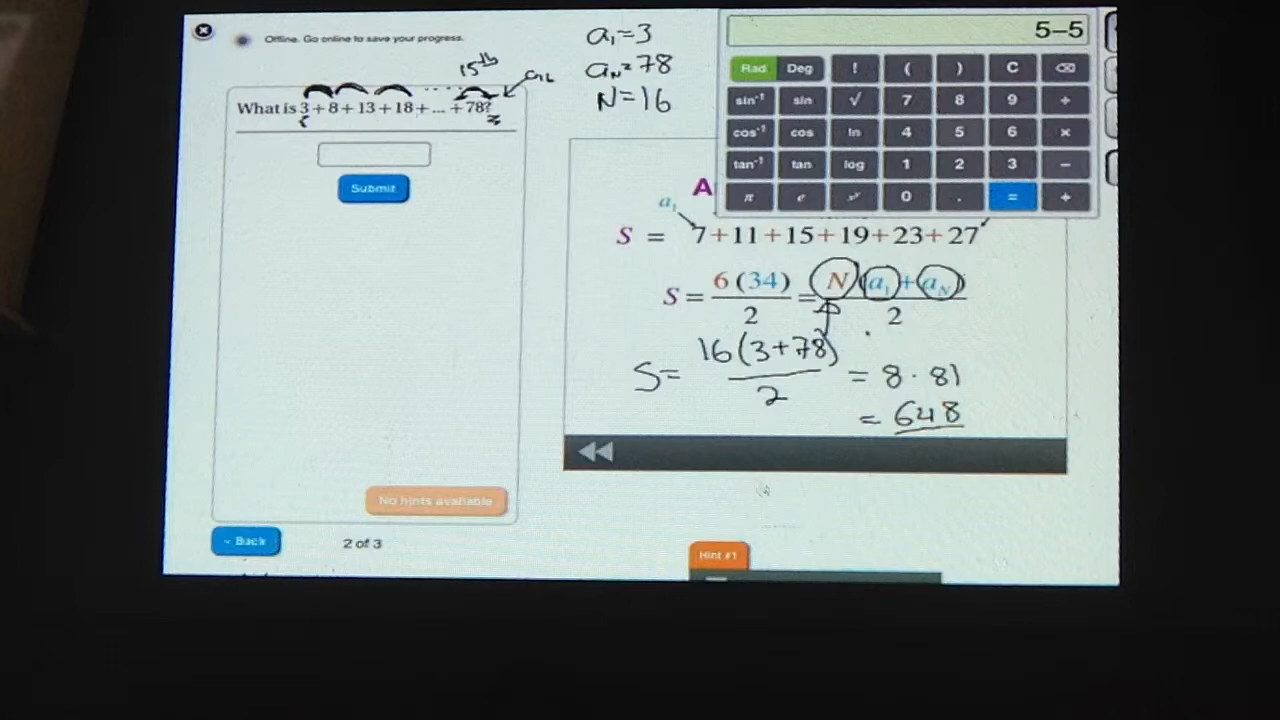 Offline. Go online to save your progress.
15th
a16
What is 3 + 8 + 13 + 18 + ... + 78?
Submit
No hints available
Back
2 of 3
a1=3
aN=78
N=16
5−5
Rad Deg ! ( ) C
sin⁻¹ sin √ 7 8 9 ÷
cos⁻¹ cos ln 4 5 6 ×
tan⁻¹ tan log 1 2 3 −
π e xʸ 0 . = +
A
a1
S = 7+11+15+19+23+27
S = 6(34)/2 = N(a1+aN)/2
S= 16(3+78)/2 = 8·81
= 648
Hint #1